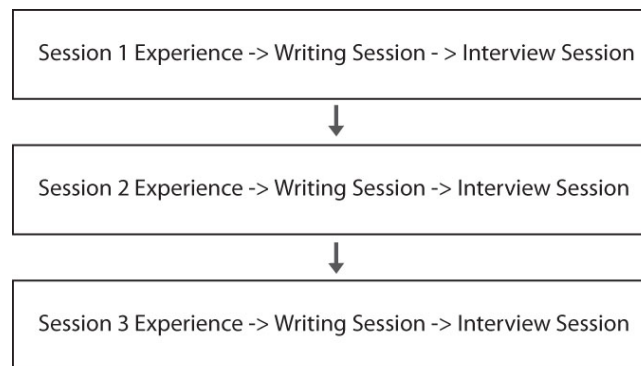 Session 1 Experience -> Writing Session - > Interview Session
Session 2 Experience -> Writing Session -> Interview Session
Session 3 Experience -> Writing Session -> Interview Session